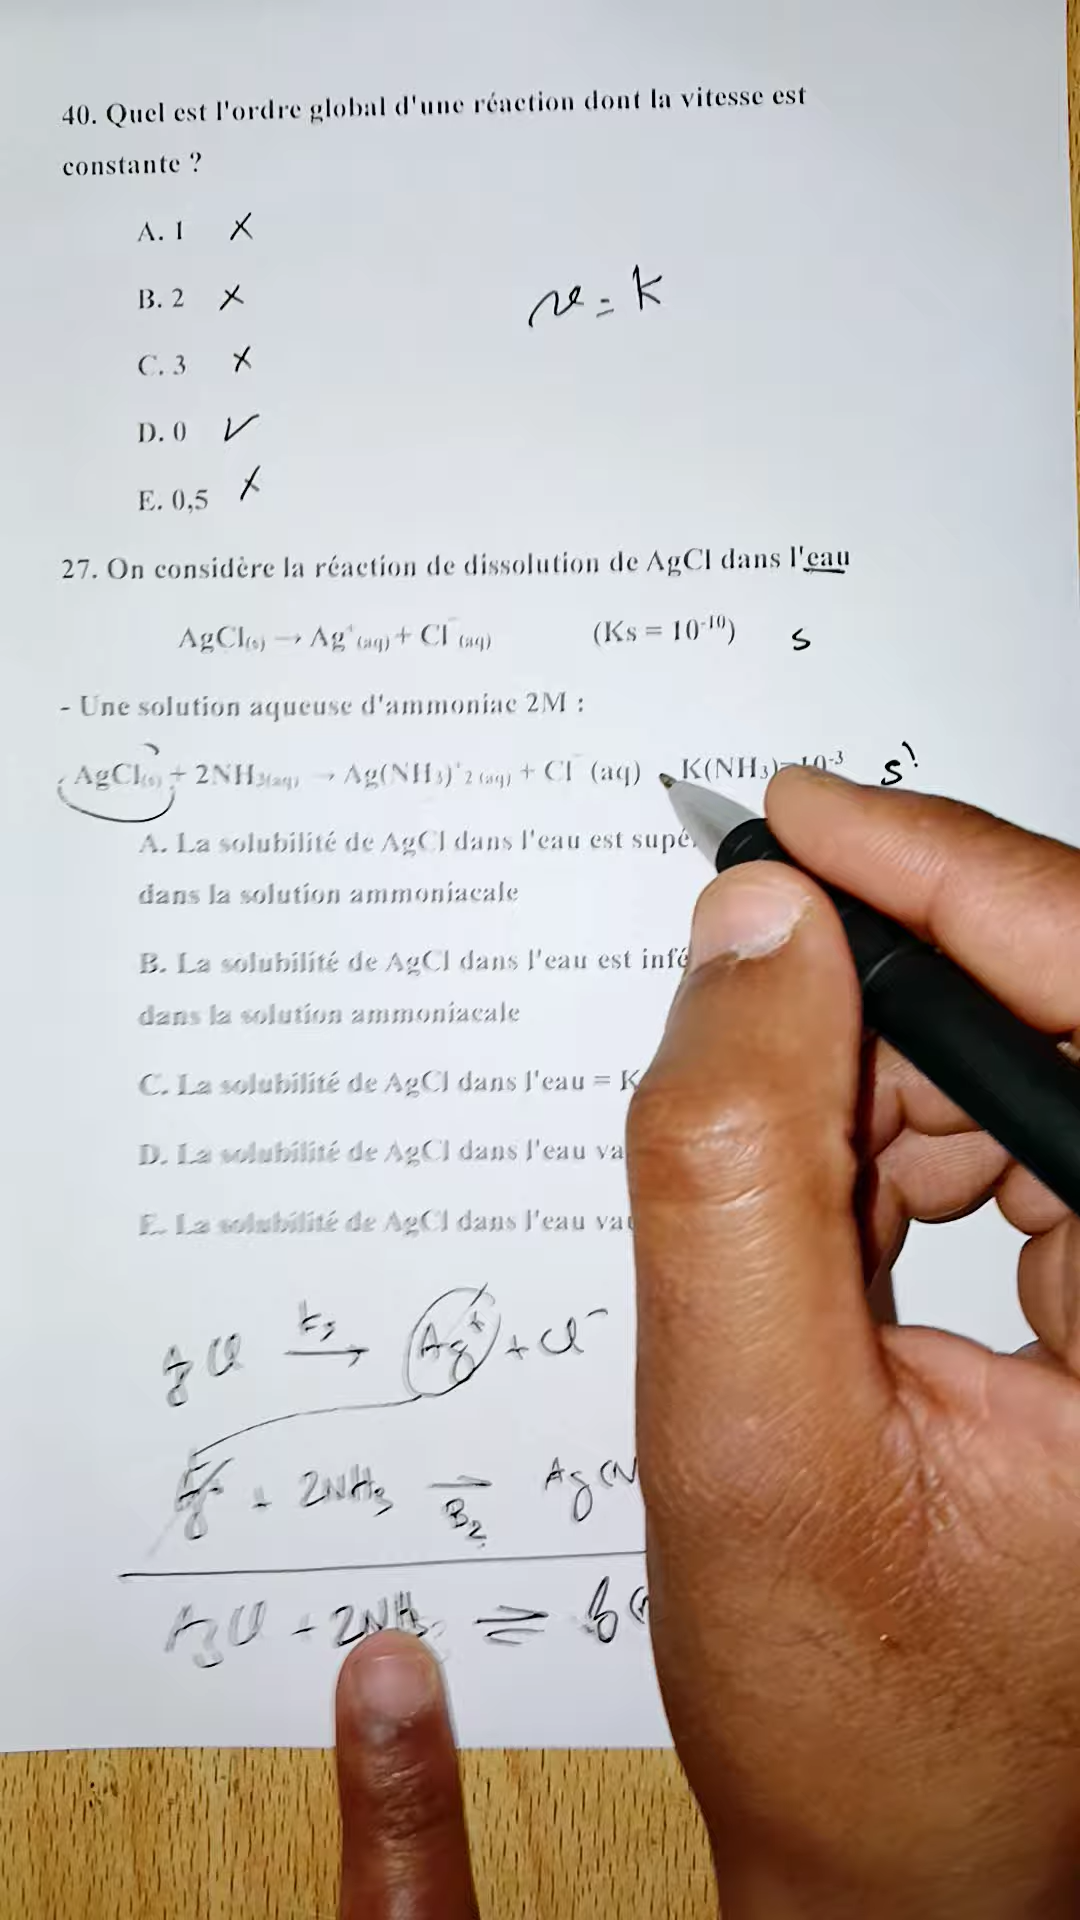 40. Quel est l'ordre global d'une réaction dont la vitesse est
constante ?
A. 1 X
B. 2 X
v = k
C. 3 X
D. 0 ✓
E. 0,5 X
27. On considère la réaction de dissolution de AgCl dans l'eau
AgCl(s) → Ag⁺(aq) + Cl⁻(aq) (Ks = 10⁻¹⁰) S
- Une solution aqueuse d'ammoniac 2M :
AgCl(s) + 2NH₃(aq) → Ag(NH₃)⁺2 (aq) + Cl⁻ (aq) K(NH₃)=10⁻³ S'
A. La solubilité de AgCl dans l'eau est
dans la solution ammoniacale
B. La solubilité de AgCl dans l'eau est
dans la solution ammoniacale
C. La solubilité de AgCl dans l'eau =
D. La solubilité de AgCl dans l'eau
E. La solubilité de AgCl dans l'eau
AgCl → Ks Ag⁺ + Cl⁻
+ 2NH₃ → B₂ Ag(N
AgCl + 2NH₃ ⇌